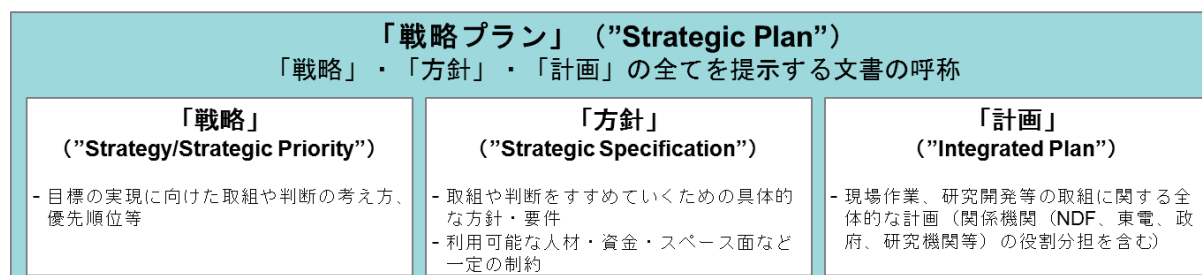 「戦略プラン」（”Strategic Plan”）
「戦略」・「方針」・「計画」の全てを提示する文書の呼称
「戦略」
（”Strategy/Strategic Priority”）
- 目標の実現に向けた取組や判断の考え方、
優先順位等
「方針」
（”Strategic Specification”）
- 取組や判断をすすめていくための具体的
な方針・要件
- 利用可能な人材・資金・スペース面など
一定の制約
「計画」
（”Integrated Plan”）
- 現場作業、研究開発等の取組に関する全
体的な計画（関係機関（NDF、東電、政
府、研究機関等）の役割分担を含む）